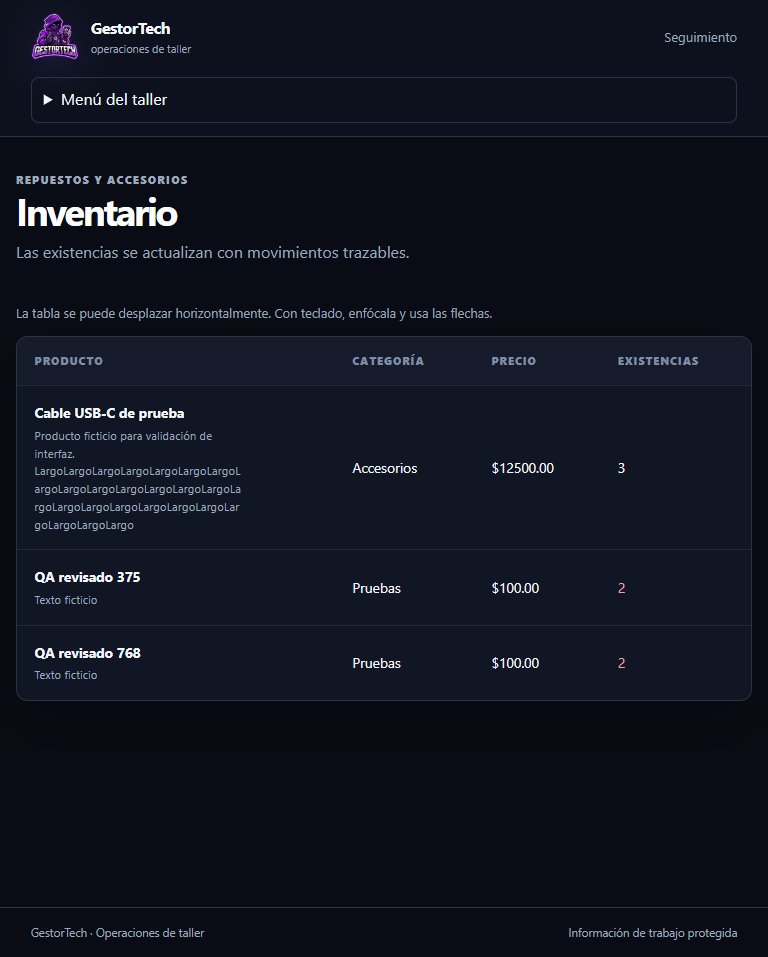 GESTORTECH
GestorTech
operaciones de taller
Seguimiento
▶ Menú del taller
REPUESTOS Y ACCESORIOS
Inventario
Las existencias se actualizan con movimientos trazables.
La tabla se puede desplazar horizontalmente. Con teclado, enfócala y usa las flechas.
PRODUCTO CATEGORÍA PRECIO EXISTENCIAS
Cable USB-C de prueba
Producto ficticio para validación de
interfaz.
LargoLargoLargoLargoLargoLargoLargoL
argoLargoLargoLargoLargoLargoLargoLa
rgoLargoLargoLargoLargoLargoLargoLar
goLargoLargoLargo
Accesorios $12500.00 3
QA revisado 375
Texto ficticio
Pruebas $100.00 2
QA revisado 768
Texto ficticio
Pruebas $100.00 2
GestorTech · Operaciones de taller
Información de trabajo protegida